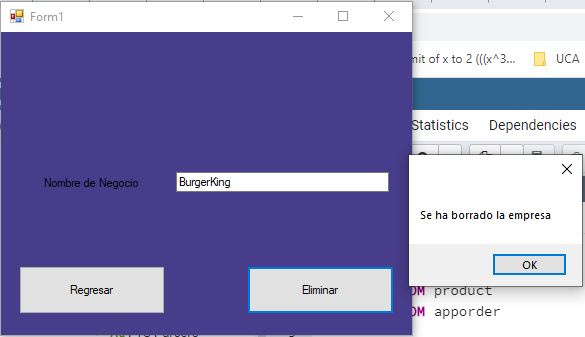 Form1
mit of x to 2 (((x^3...
UCA
Statistics
Dependencies
Nombre de Negocio
BurgerKing
Se ha borrado la empresa
OK
Regresar
Eliminar
OM product
OM apporder